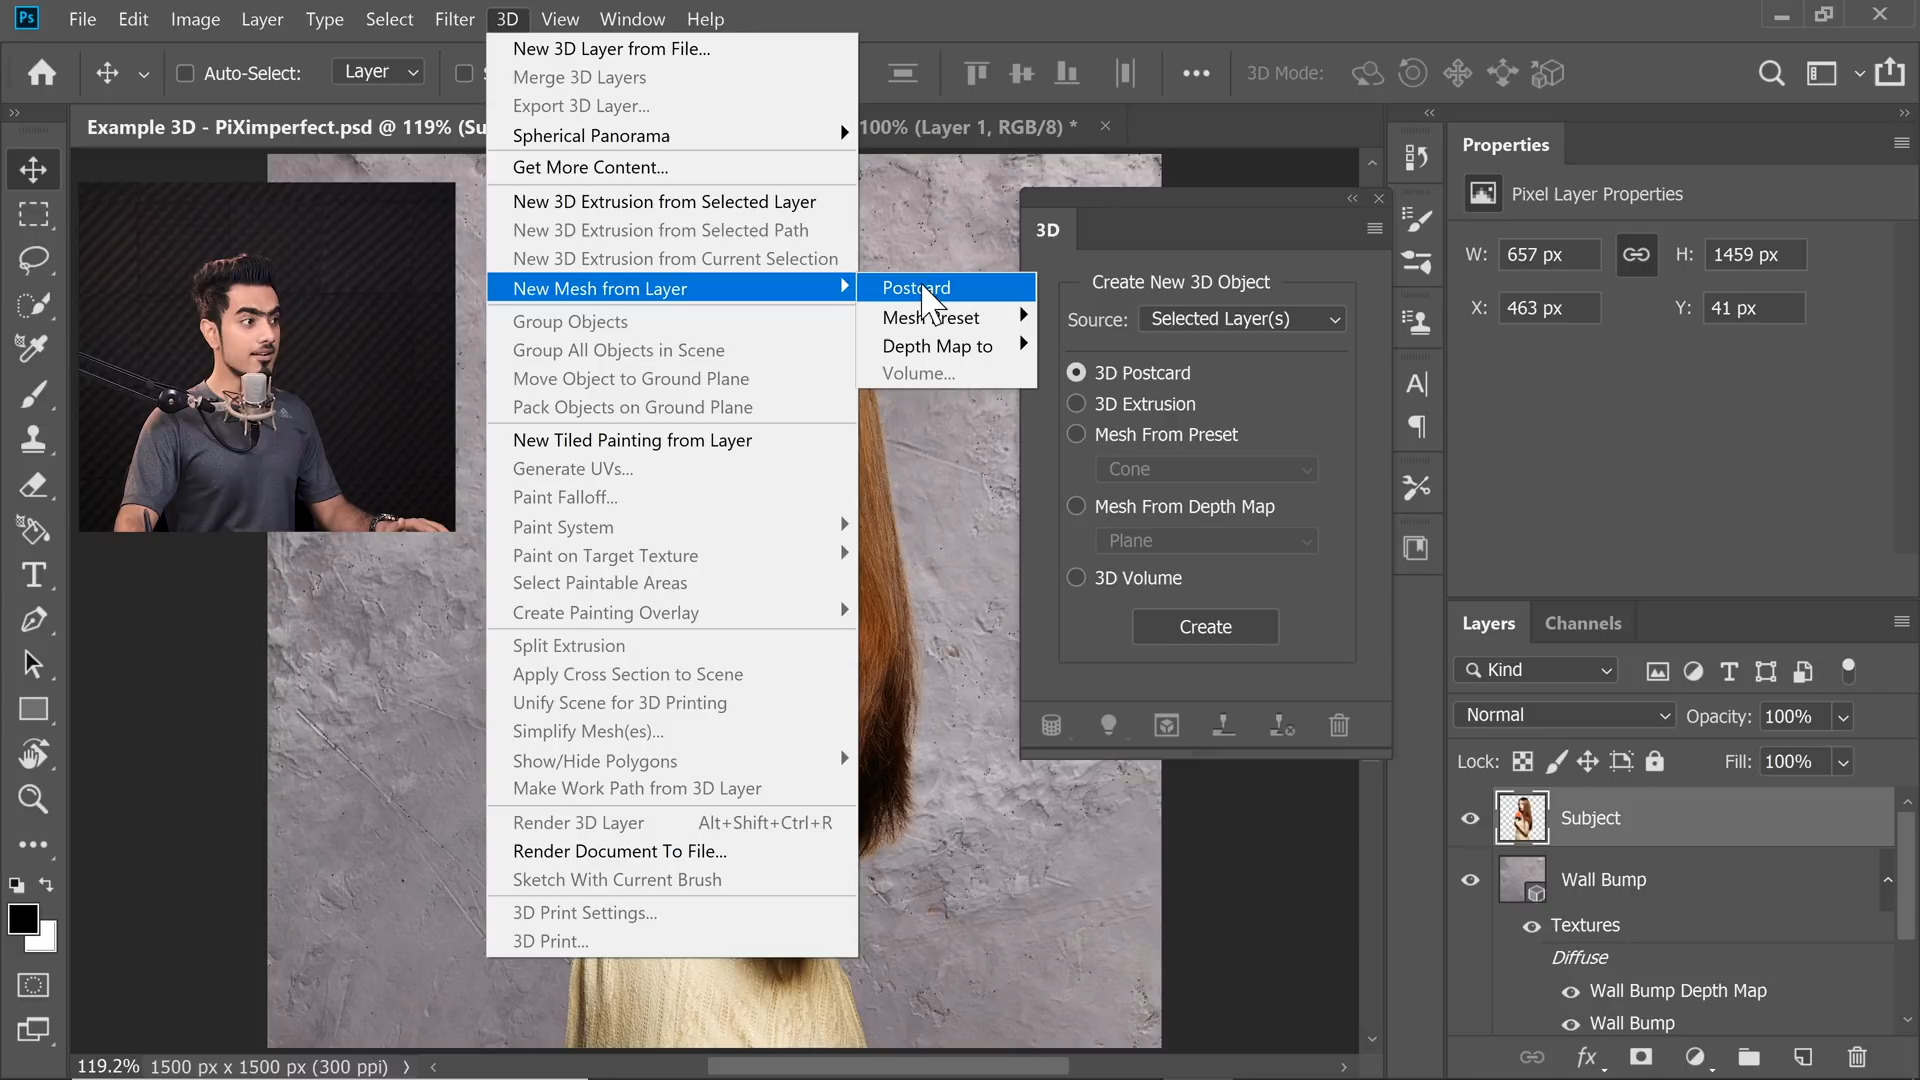 Ps
File Edit Image Layer Type Select Filter 3D View Window Help
Auto-Select: Layer
3D Mode:
Example 3D - PiXimperfect.psd @ 119% (Su
100% (Layer 1, RGB/8) *
New 3D Layer from File...
Merge 3D Layers
Export 3D Layer...
Spherical Panorama
Get More Content...
New 3D Extrusion from Selected Layer
New 3D Extrusion from Selected Path
New 3D Extrusion from Current Selection
New Mesh from Layer
Group Objects
Group All Objects in Scene
Move Object to Ground Plane
Pack Objects on Ground Plane
New Tiled Painting from Layer
Generate UVs...
Paint Falloff...
Paint System
Paint on Target Texture
Select Paintable Areas
Create Painting Overlay
Split Extrusion
Apply Cross Section to Scene
Unify Scene for 3D Printing
Simplify Mesh(es)...
Show/Hide Polygons
Make Work Path from 3D Layer
Render 3D Layer Alt+Shift+Ctrl+R
Render Document To File...
Sketch With Current Brush
3D Print Settings...
3D Print...
Postcard
Mesh Preset
Depth Map to
Volume...
3D
Create New 3D Object
Source: Selected Layer(s)
3D Postcard
3D Extrusion
Mesh From Preset
Cone
Mesh From Depth Map
Plane
3D Volume
Create
Properties
Pixel Layer Properties
W: 657 px H: 1459 px
X: 463 px Y: 41 px
Layers Channels
Kind
Normal Opacity: 100%
Lock: Fill: 100%
Subject
Wall Bump
Textures
Diffuse
Wall Bump Depth Map
Wall Bump
fx
119.2% 1500 px x 1500 px (300 ppi)